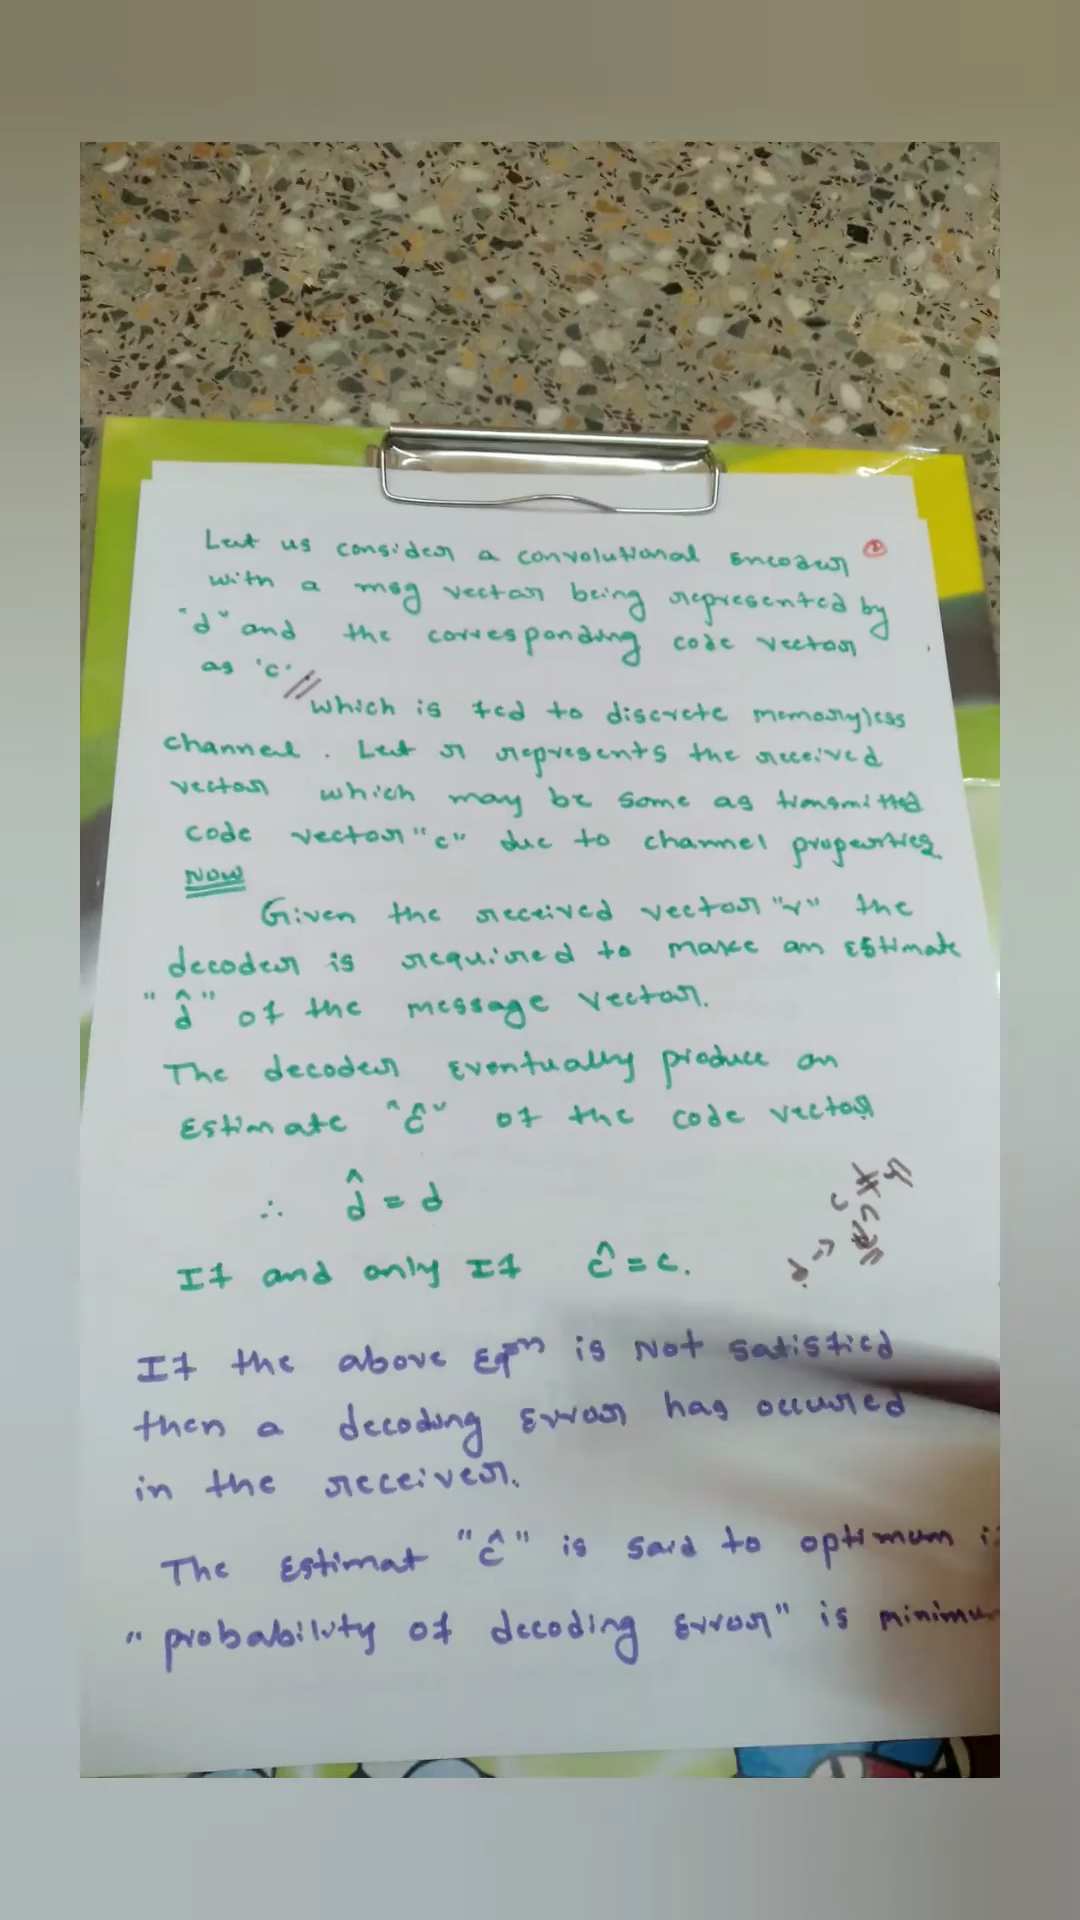 Let us consider a convolutional encoder ②
with a msg vector being represented by
"d" and the corresponding code vector
as 'c'
which is fed to discrete memoryless
channel. Let r represents the received
vector which may be some as transmitted
code vector "c" due to channel properties
NOW
Given the received vector "r" the
decoder is required to make an Estimate
"d̂" of the message vector.
The decoder Eventually produce an
Estimate "ĉ" of the code vector
∴ d̂ = d
If and only If ĉ = c.
If the above Eqⁿ is Not satisfied
then a decoding Error has occured
in the receiver.
The Estimat "ĉ" is said to optimum
"probability of decoding Error" is